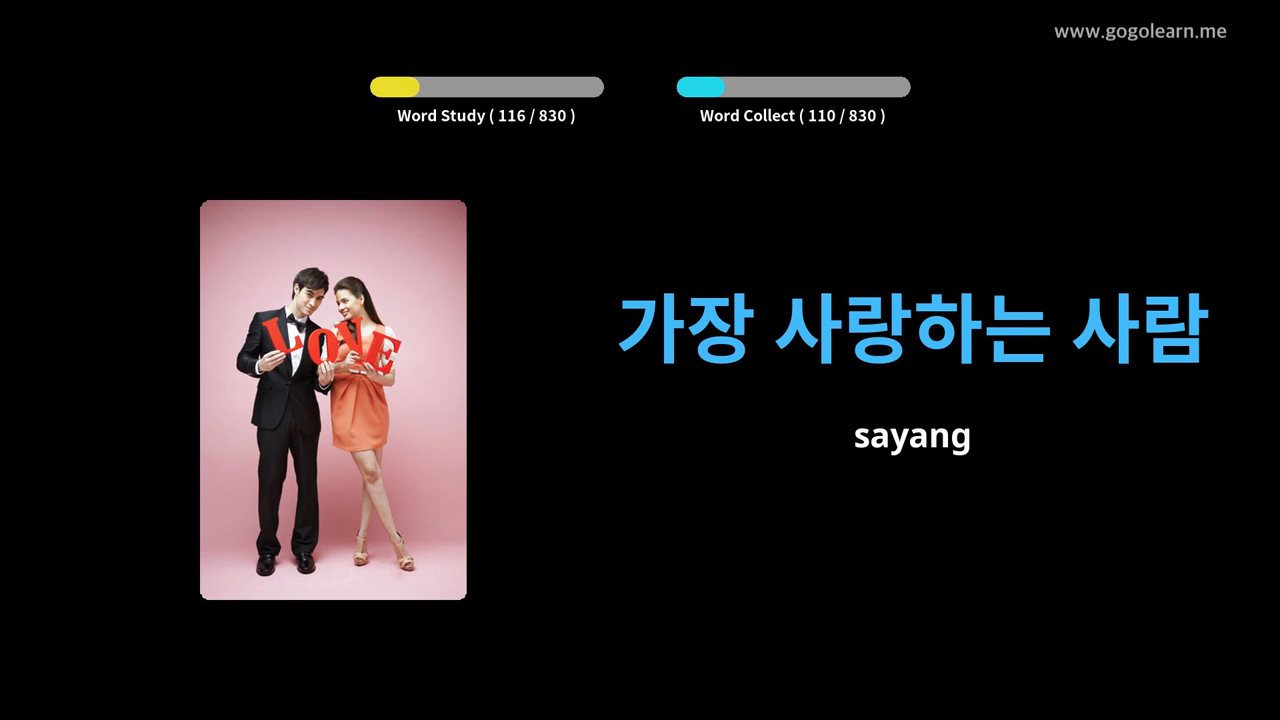 www.gogolearn.me
Word Study ( 116 / 830 )
Word Collect ( 110 / 830 )
LOVE
가장 사랑하는 사람
sayang